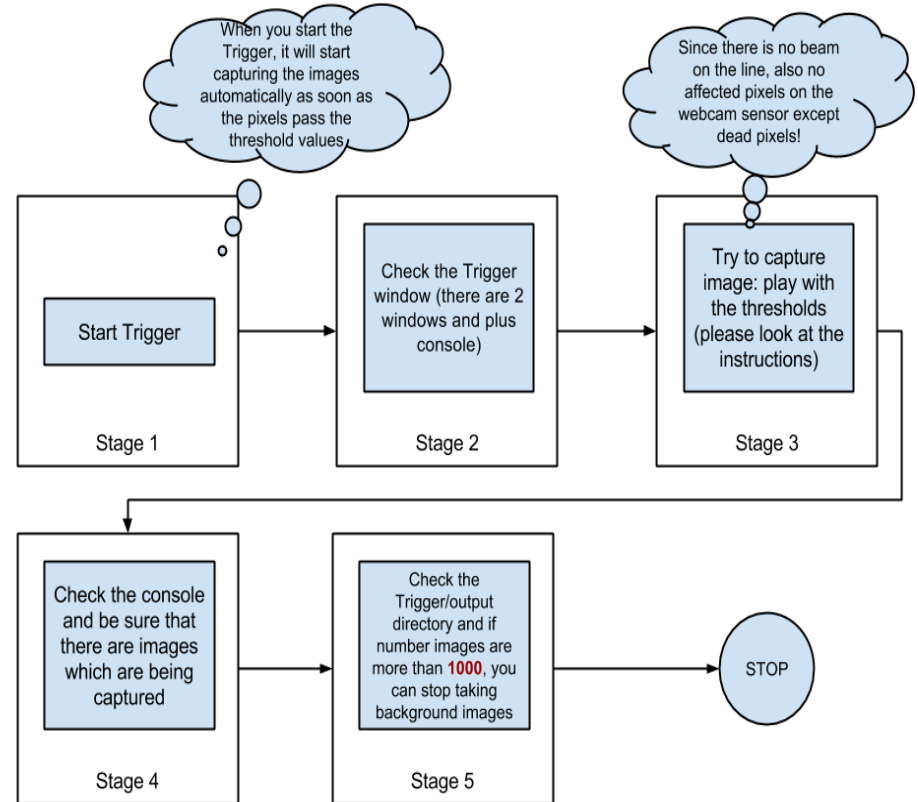 When you start the
Trigger, it will start
capturing the images
automatically as soon as
the pixels pass the
threshold values
Since there is no beam
on the line, also no
affected pixels on the
webcam sensor except
dead pixels!
Start Trigger
Stage 1
Check the Trigger
window (there are 2
windows and plus
console)
Stage 2
Try to capture
image: play with
the thresholds
(please look at the
instructions)
Stage 3
Check the console
and be sure that
there are images
which are being
captured
Stage 4
Check the
Trigger/output
directory and if
number images are
more than 1000, you
can stop taking
background images
Stage 5
STOP